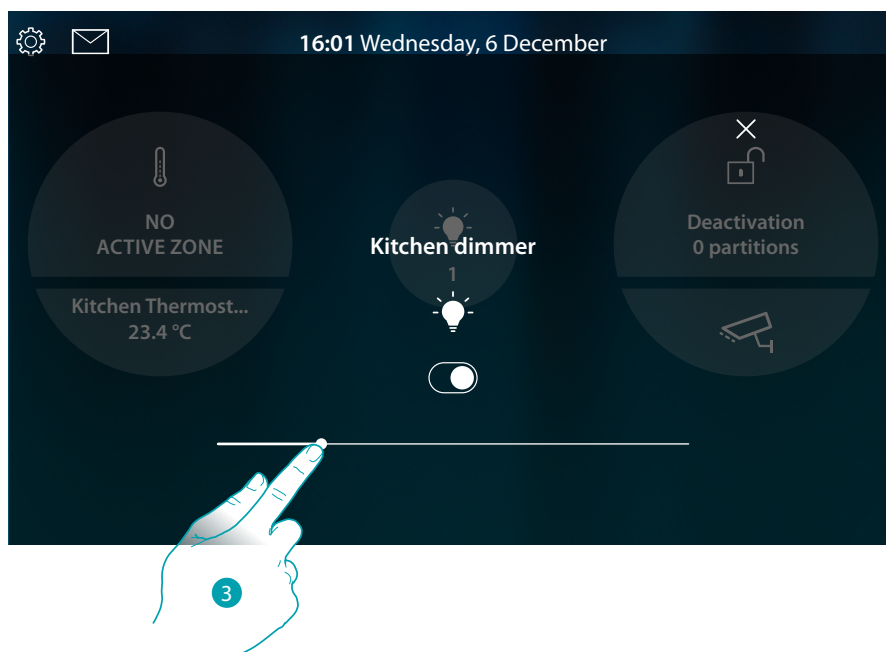 16:01 Wednesday, 6 December
NO
ACTIVE ZONE
Kitchen Thermost...
23.4 °C
Kitchen dimmer
1
Deactivation
0 partitions
3